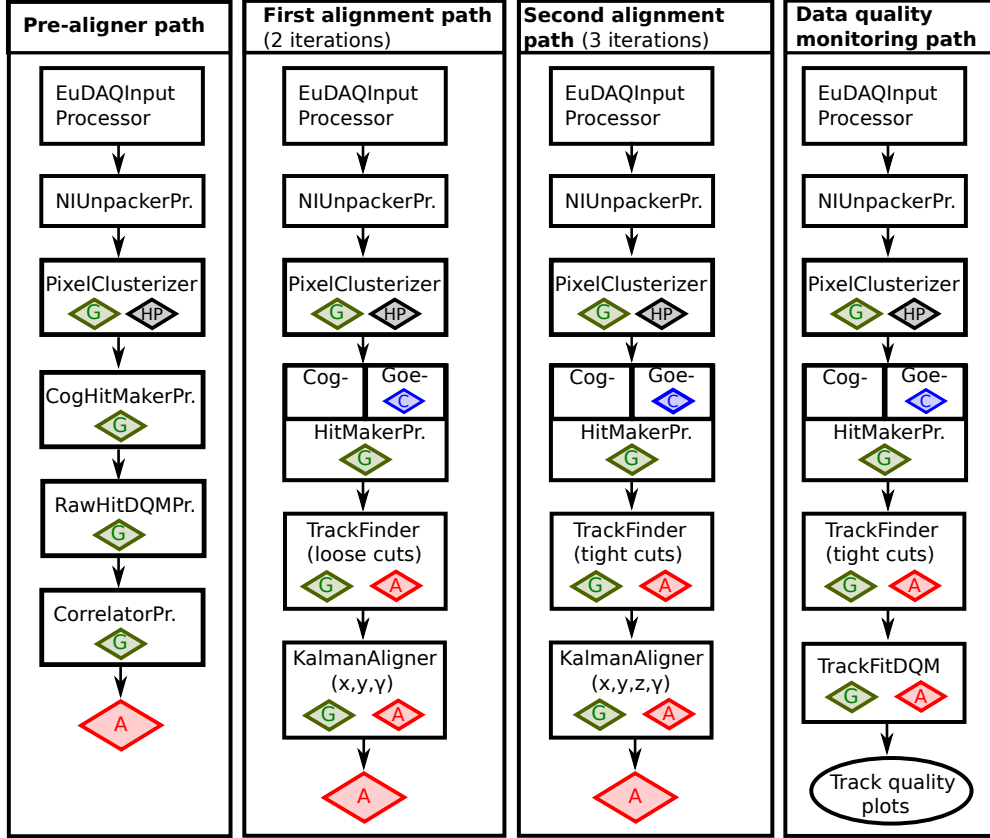 Pre-aligner path
EuDAQInput
Processor
NIUnpackerPr.
PixelClusterizer
G HP
CogHitMakerPr.
G
RawHitDQMPr.
G
CorrelatorPr.
G
A
First alignment path
(2 iterations)
EuDAQInput
Processor
NIUnpackerPr.
PixelClusterizer
G HP
Cog- Goe-
C
HitMakerPr.
G
TrackFinder
(loose cuts)
G A
KalmanAligner
(x,y,γ)
G A
A
Second alignment
path (3 iterations)
EuDAQInput
Processor
NIUnpackerPr.
PixelClusterizer
G HP
Cog- Goe-
C
HitMakerPr.
G
TrackFinder
(tight cuts)
G A
KalmanAligner
(x,y,z,γ)
G A
A
Data quality
monitoring path
EuDAQInput
Processor
NIUnpackerPr.
PixelClusterizer
G HP
Cog- Goe-
C
HitMakerPr.
G
TrackFinder
(tight cuts)
G A
TrackFitDQM
G A
Track quality
plots